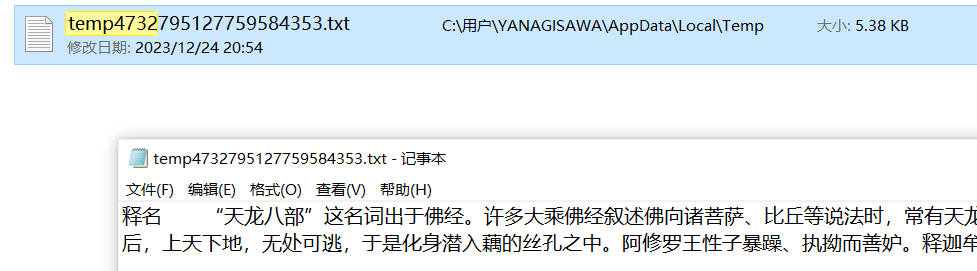 temp4732795127759584353.txt C:\用户\YANAGISAWA\AppData\Local\Temp 大小: 5.38 KB
修改日期: 2023/12/24 20:54
temp4732795127759584353.txt - 记事本
文件(F) 编辑(E) 格式(O) 查看(V) 帮助(H)
释名 “天龙八部”这名词出于佛经。许多大乘佛经叙述佛向诸菩萨、比丘等说法时，常有天龙
后，上天下地，无处可逃，于是化身潜入藕的丝孔之中。阿修罗王性子暴躁、执拗而善妒。释迦牟